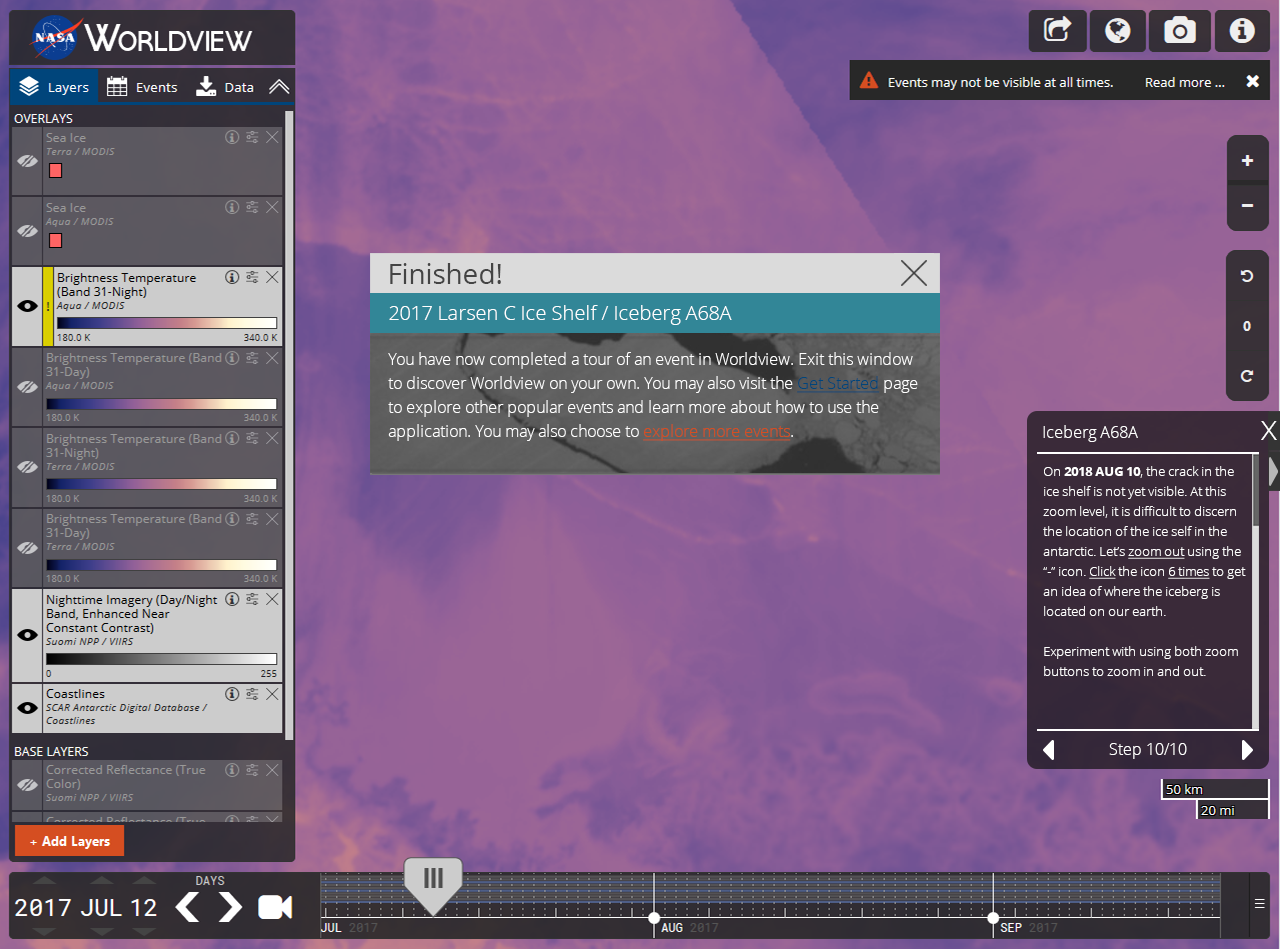 NASA WORLDVIEW
Layers
Events
Data
OVERLAYS
Sea Ice
Terra / MODIS
Sea Ice
Aqua / MODIS
!
Brightness Temperature
(Band 31-Night)
Aqua / MODIS
180.0 K
340.0 K
Brightness Temperature (Band
31-Day)
Aqua / MODIS
180.0 K
340.0 K
Brightness Temperature (Band
31-Night)
Terra / MODIS
180.0 K
340.0 K
Brightness Temperature (Band
31-Day)
Terra / MODIS
180.0 K
340.0 K
Nighttime Imagery (Day/Night
Band, Enhanced Near
Constant Contrast)
Suomi NPP / VIIRS
0
255
Coastlines
SCAR Antarctic Digital Database /
Coastlines
BASE LAYERS
Corrected Reflectance (True
Color)
Suomi NPP / VIIRS
Corrected Reflectance (True
+ Add Layers
Events may not be visible at all times.
Read more ...
+
−
0
Finished!
2017 Larsen C Ice Shelf / Iceberg A68A
You have now completed a tour of an event in Worldview. Exit this window
to discover Worldview on your own. You may also visit the Get Started page
to explore other popular events and learn more about how to use the
application. You may also choose to explore more events.
Iceberg A68A
X
On 2018 AUG 10, the crack in the
ice shelf is not yet visible. At this
zoom level, it is difficult to discern
the location of the ice self in the
antarctic. Let's zoom out using the
“-” icon. Click the icon 6 times to get
an idea of where the iceberg is
located on our earth.
Experiment with using both zoom
buttons to zoom in and out.
Step 10/10
50 km
20 mi
DAYS
2017 JUL 12
JUL 2017
AUG 2017
SEP 2017